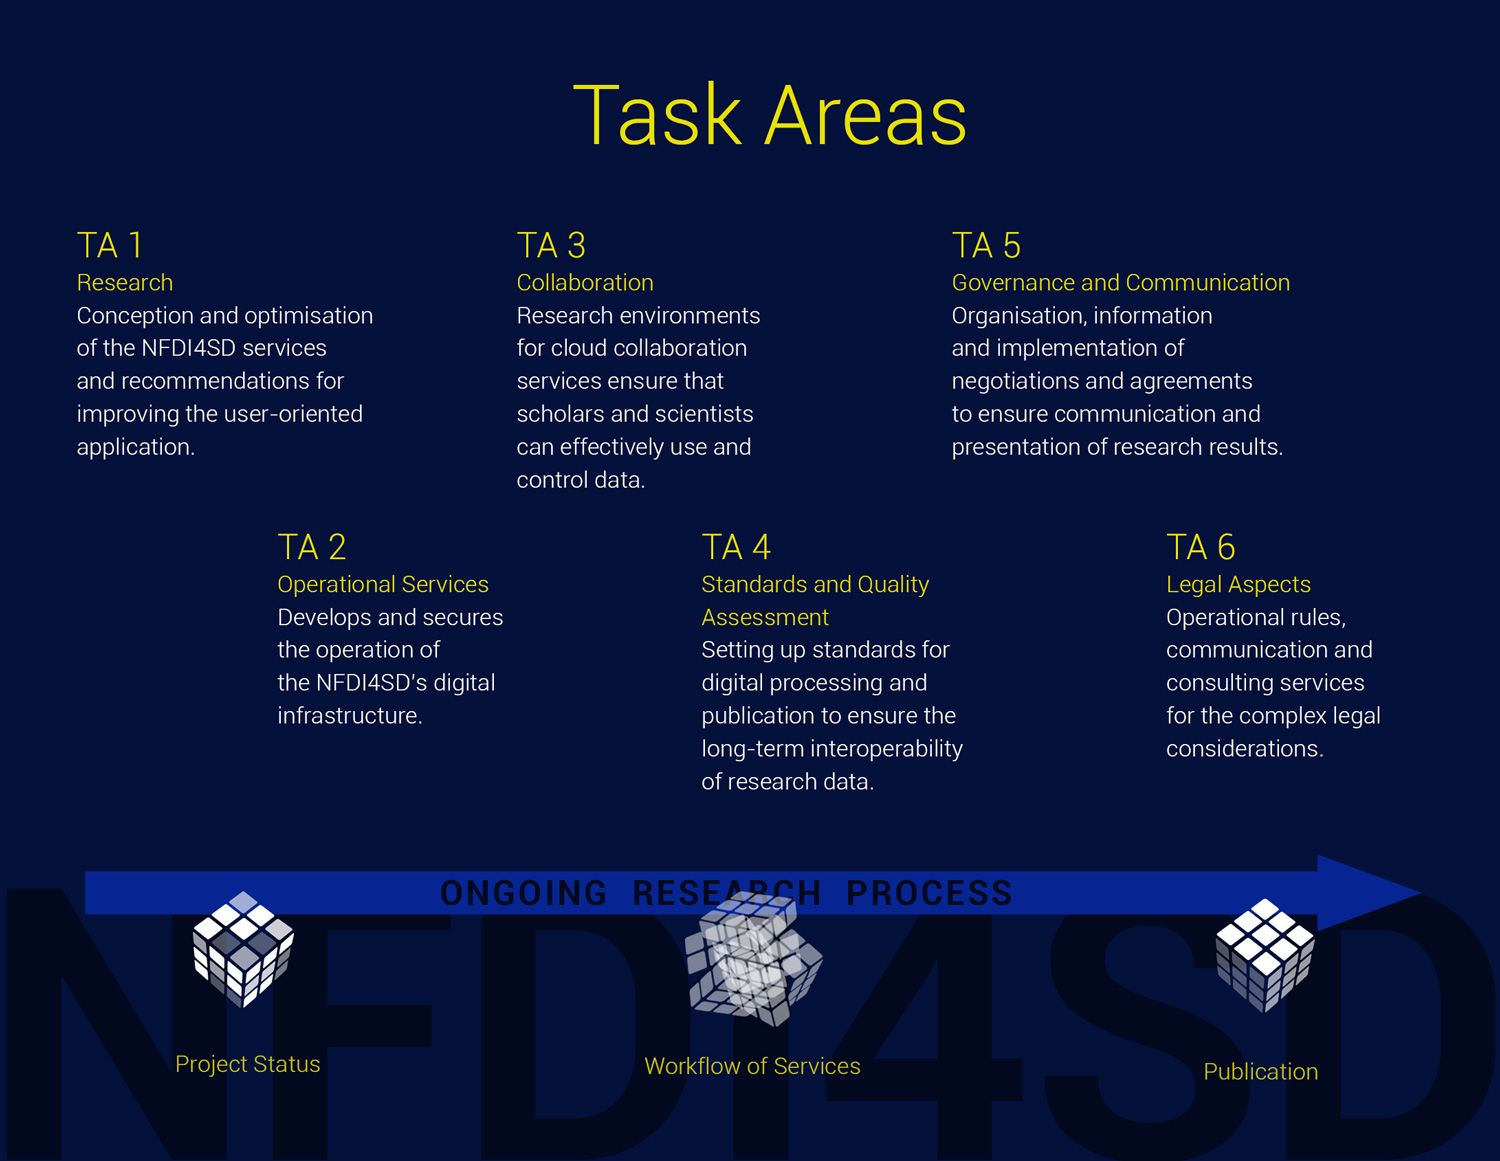 Task Areas
TA 1
Research
Conception and optimisation
of the NFDI4SD services
and recommendations for
improving the user-oriented
application.
TA 3
Collaboration
Research environments
for cloud collaboration
services ensure that
scholars and scientists
can effectively use and
control data.
TA 5
Governance and Communication
Organisation, information
and implementation of
negotiations and agreements
to ensure communication and
presentation of research results.
TA 2
Operational Services
Develops and secures
the operation of
the NFDI4SD's digital
infrastructure.
TA 4
Standards and Quality
Assessment
Setting up standards for
digital processing and
publication to ensure the
long-term interoperability
of research data.
TA 6
Legal Aspects
Operational rules,
communication and
consulting services
for the complex legal
considerations.
ONGOING RESEARCH PROCESS
NFDI4SD
Project Status
Workflow of Services
Publication